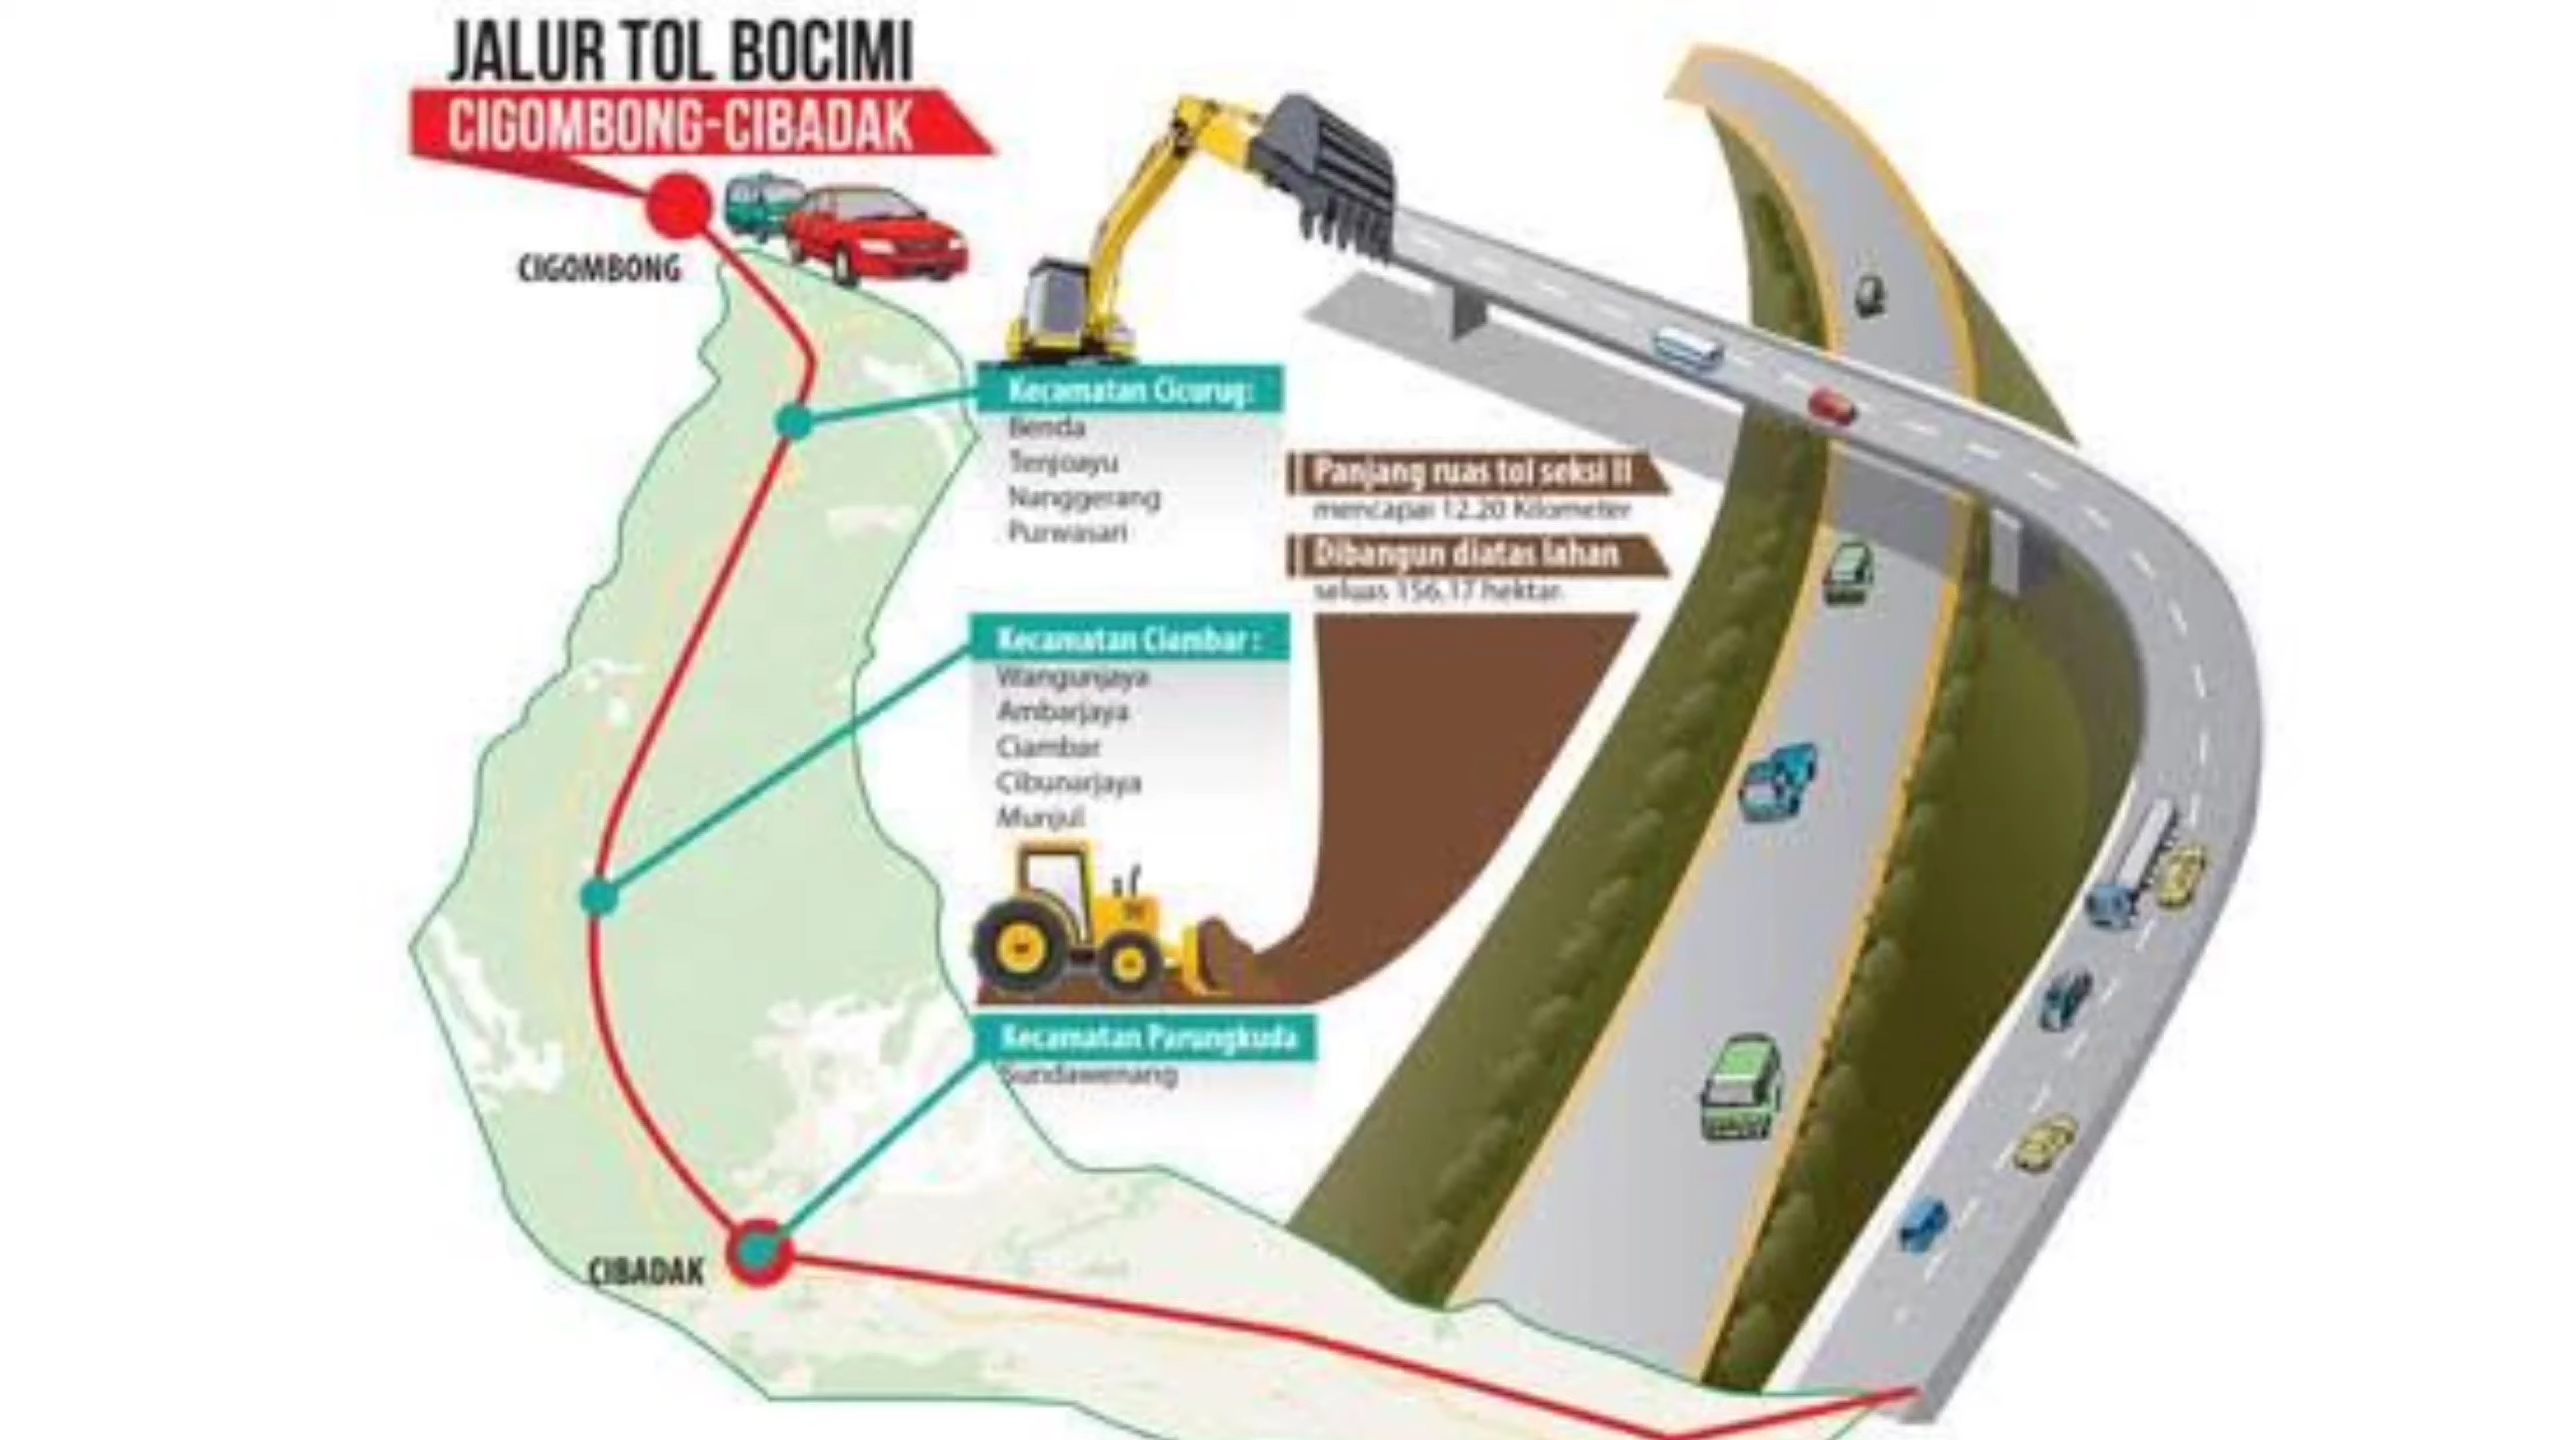 JALUR TOL BOCIMI
CIGOMBONG-CIBADAK
CIGOMBONG
Kecamatan Cicurug:
Benda
Tenjoayu
Nanggerang
Purwasari
Panjang ruas tol seksi II
mencapai 12.20 Kilometer
Dibangun diatas lahan
seluas 156,17 hektar.
Kecamatan Ciambar :
Wangunjaya
Ambarjaya
Ciambar
Cibunarjaya
Munjul
Kecamatan Parungkuda
Sundawenang
CIBADAK